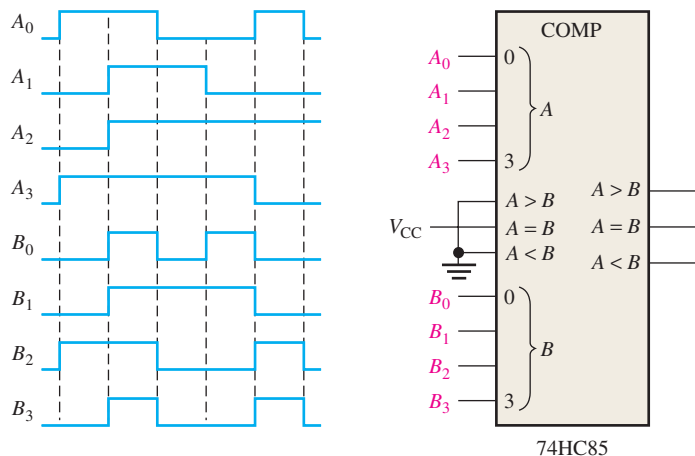 A0
A1
A2
A3
B0
B1
B2
B3
COMP
A0 0
A1
A
A2
A3 3
A > B A > B
VCC A = B A = B
A < B A < B
B0 0
B1
B
B2
B3 3
74HC85